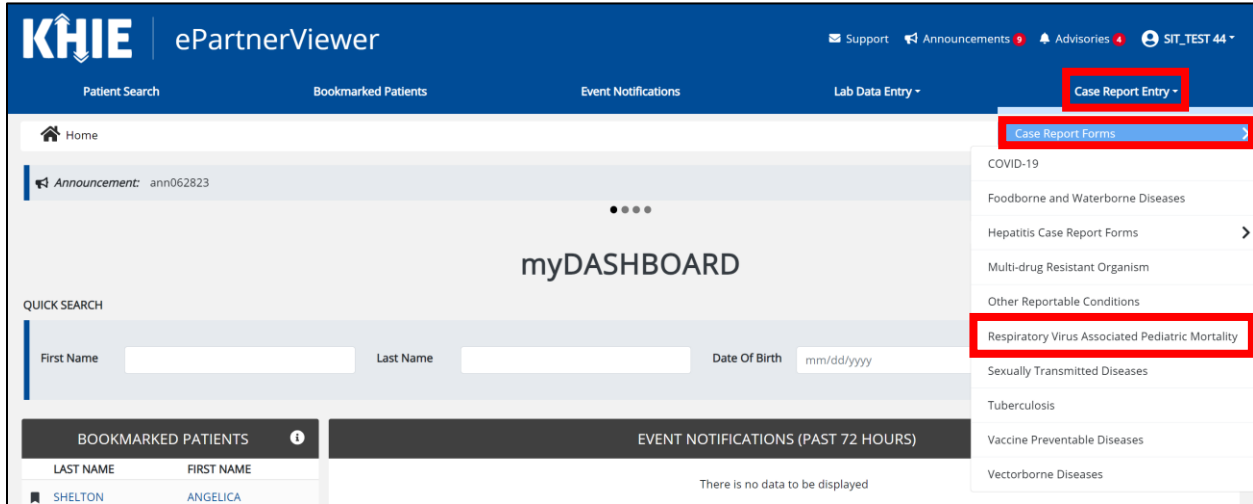 KHIE ePartnerViewer
Support Announcements 9 Advisories 4 SIT_TEST 44
Patient Search Bookmarked Patients Event Notifications Lab Data Entry Case Report Entry
Home
Case Report Forms
COVID-19
Foodborne and Waterborne Diseases
Hepatitis Case Report Forms
Multi-drug Resistant Organism
Other Reportable Conditions
Respiratory Virus Associated Pediatric Mortality
Sexually Transmitted Diseases
Tuberculosis
Vaccine Preventable Diseases
Vectorborne Diseases
Announcement: ann062823
myDASHBOARD
QUICK SEARCH
First Name Last Name Date Of Birth mm/dd/yyyy
BOOKMARKED PATIENTS
LAST NAME FIRST NAME
SHELTON ANGELICA
EVENT NOTIFICATIONS (PAST 72 HOURS)
There is no data to be displayed